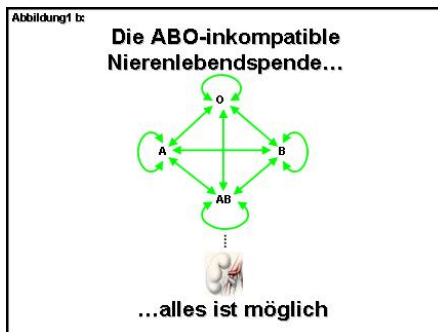 Abbildung1 b:
Die ABO-inkompatible
Nierenlebendspende...
O
A
B
AB
...alles ist möglich